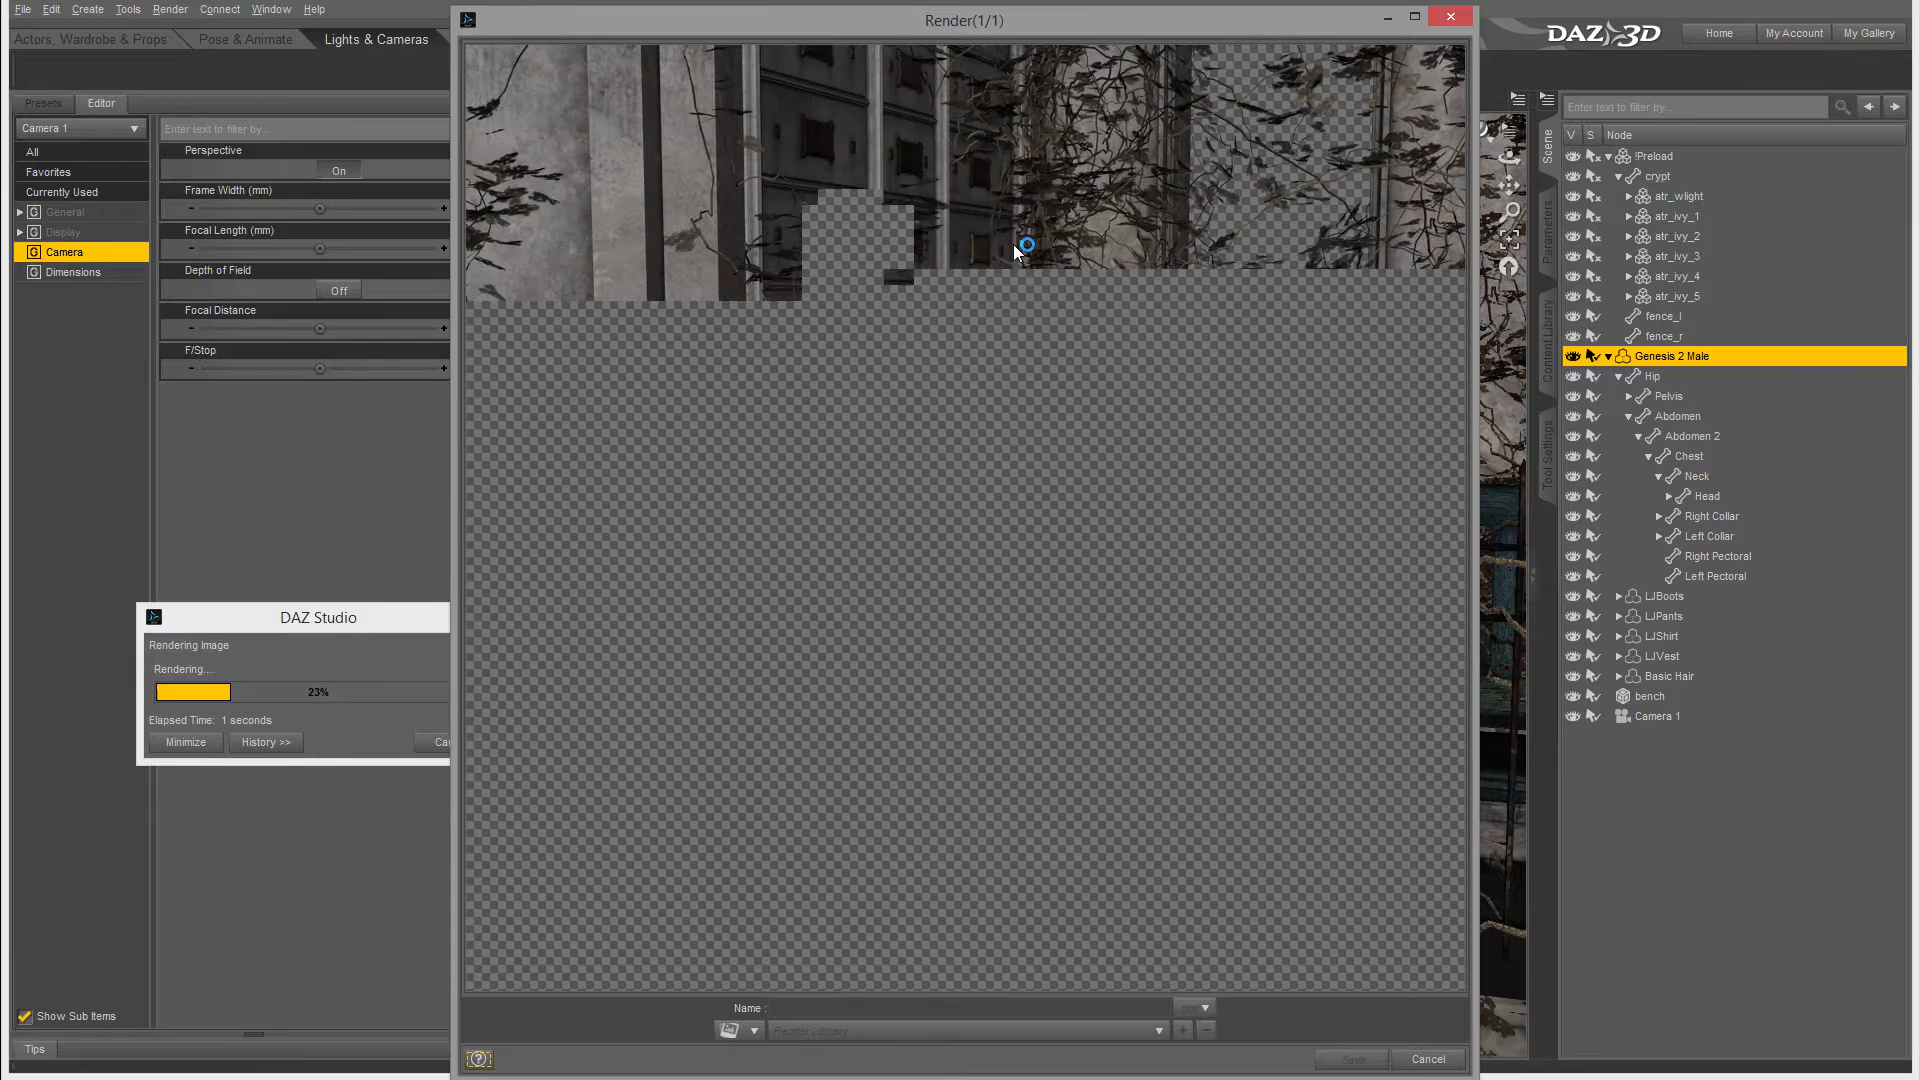 File Edit Create Tools Render Connect Window Help
Render(1/1)
DAZ 3D
Home My Account My Gallery
Actors, Wardrobe & Props Pose & Animate Lights & Cameras
Presets Editor
Camera 1
All
Favorites
Currently Used
G General
G Display
G Camera
G Dimensions
Enter text to filter by...
Perspective
On
Frame Width (mm)
Focal Length (mm)
Depth of Field
Off
Focal Distance
F/Stop
DAZ Studio
Rendering Image
Rendering....
23%
Elapsed Time: 1 seconds
Minimize History >> Ca
Show Sub Items
Tips
Name :
Render Library
Save Cancel
Scene
Parameters
Content Library
Tool Settings
Enter text to filter by...
V S Node
!Preload
crypt
atr_wlight
atr_ivy_1
atr_ivy_2
atr_ivy_3
atr_ivy_4
atr_ivy_5
fence_l
fence_r
Genesis 2 Male
Hip
Pelvis
Abdomen
Abdomen 2
Chest
Neck
Head
Right Collar
Left Collar
Right Pectoral
Left Pectoral
LJBoots
LJPants
LJShirt
LJVest
Basic Hair
bench
Camera 1